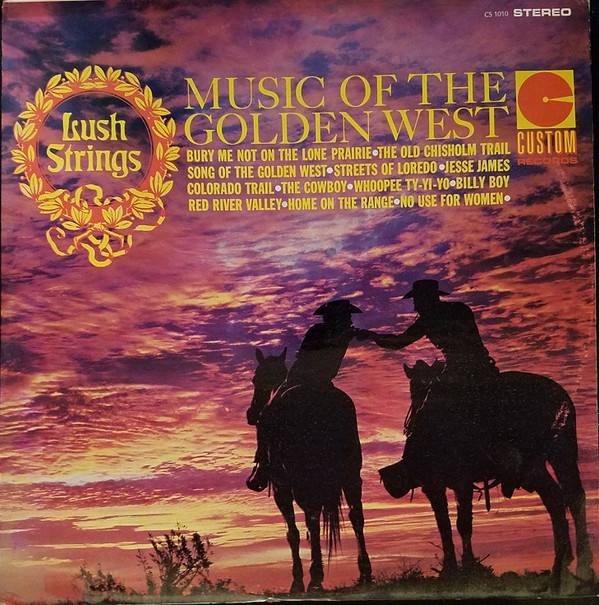 CS 1010 STEREO
Lush
Strings
MUSIC OF THE
GOLDEN WEST
BURY ME NOT ON THE LONE PRAIRIE•THE OLD CHISHOLM TRAIL
SONG OF THE GOLDEN WEST•STREETS OF LOREDO•JESSE JAMES
COLORADO TRAIL•THE COWBOY•WHOOPEE TY-YI-YO•BILLY BOY
RED RIVER VALLEY•HOME ON THE RANGE•NO USE FOR WOMEN•
CUSTOM
RECORDS